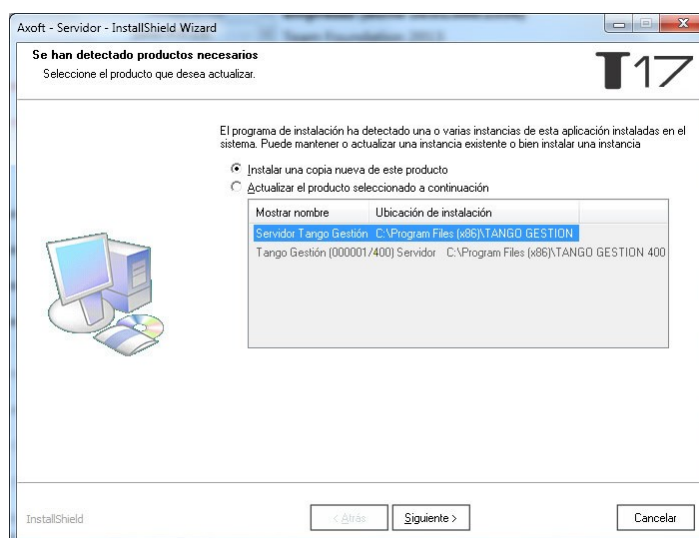 Axoft - Servidor - InstallShield Wizard
Team Foundation 2013
Se han detectado productos necesarios
Seleccione el producto que desea actualizar.
T17
El programa de instalación ha detectado una o varias instancias de esta aplicación instaladas en el
sistema. Puede mantener o actualizar una instancia existente o bien instalar una instancia
Instalar una copia nueva de este producto
Actualizar el producto seleccionado a continuación
Mostrar nombre Ubicación de instalación
Servidor Tango Gestión C:\Program Files (x86)\TANGO GESTION
Tango Gestión (000001/400) Servidor C:\Program Files (x86)\TANGO GESTION 400
InstallShield
< Atrás
Siguiente >
Cancelar